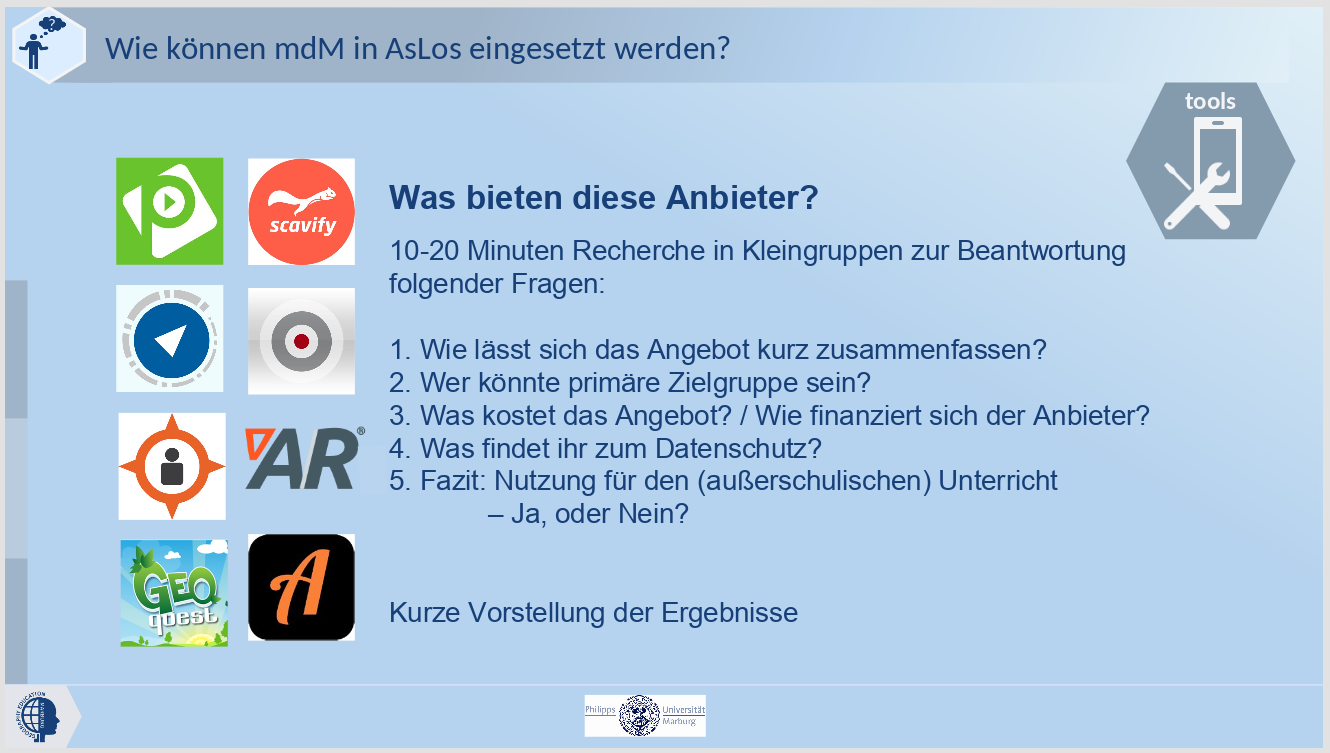 Wie können mdM in AsLos eingesetzt werden?
tools
scavify
AR®
GEO
quest
A
Was bieten diese Anbieter?
10-20 Minuten Recherche in Kleingruppen zur Beantwortung
folgender Fragen:
1. Wie lässt sich das Angebot kurz zusammenfassen?
2. Wer könnte primäre Zielgruppe sein?
3. Was kostet das Angebot? / Wie finanziert sich der Anbieter?
4. Was findet ihr zum Datenschutz?
5. Fazit: Nutzung für den (außerschulischen) Unterricht
– Ja, oder Nein?
Kurze Vorstellung der Ergebnisse
GEOGRAPHY EDUCATION
MARBURG
Philipps Universität
Marburg